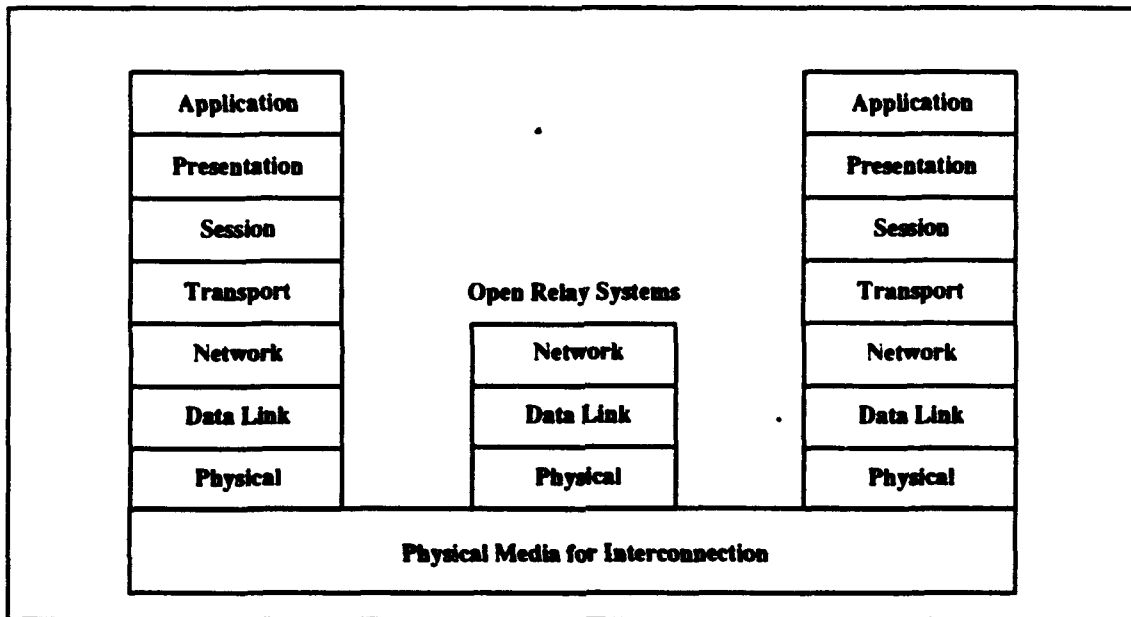 Application
Presentation
Session
Transport
Network
Data Link
Physical
Open Relay Systems
Network
Data Link
Physical
Application
Presentation
Session
Transport
Network
Data Link
Physical
Physical Media for Interconnection